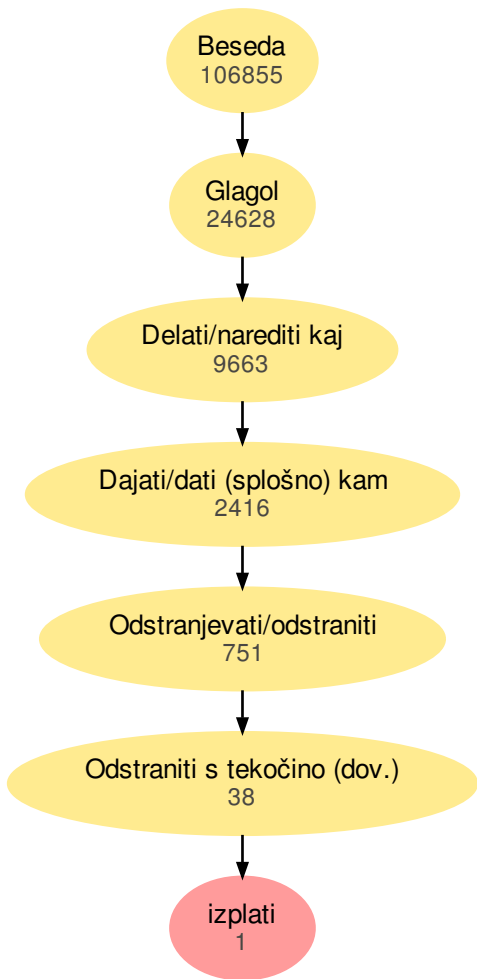 Beseda
106855
Glagol
24628
Delati/narediti kaj
9663
Dajati/dati (splošno) kam
2416
Odstranjevati/odstraniti
751
Odstraniti s tekočino (dov.)
38
izplati
1